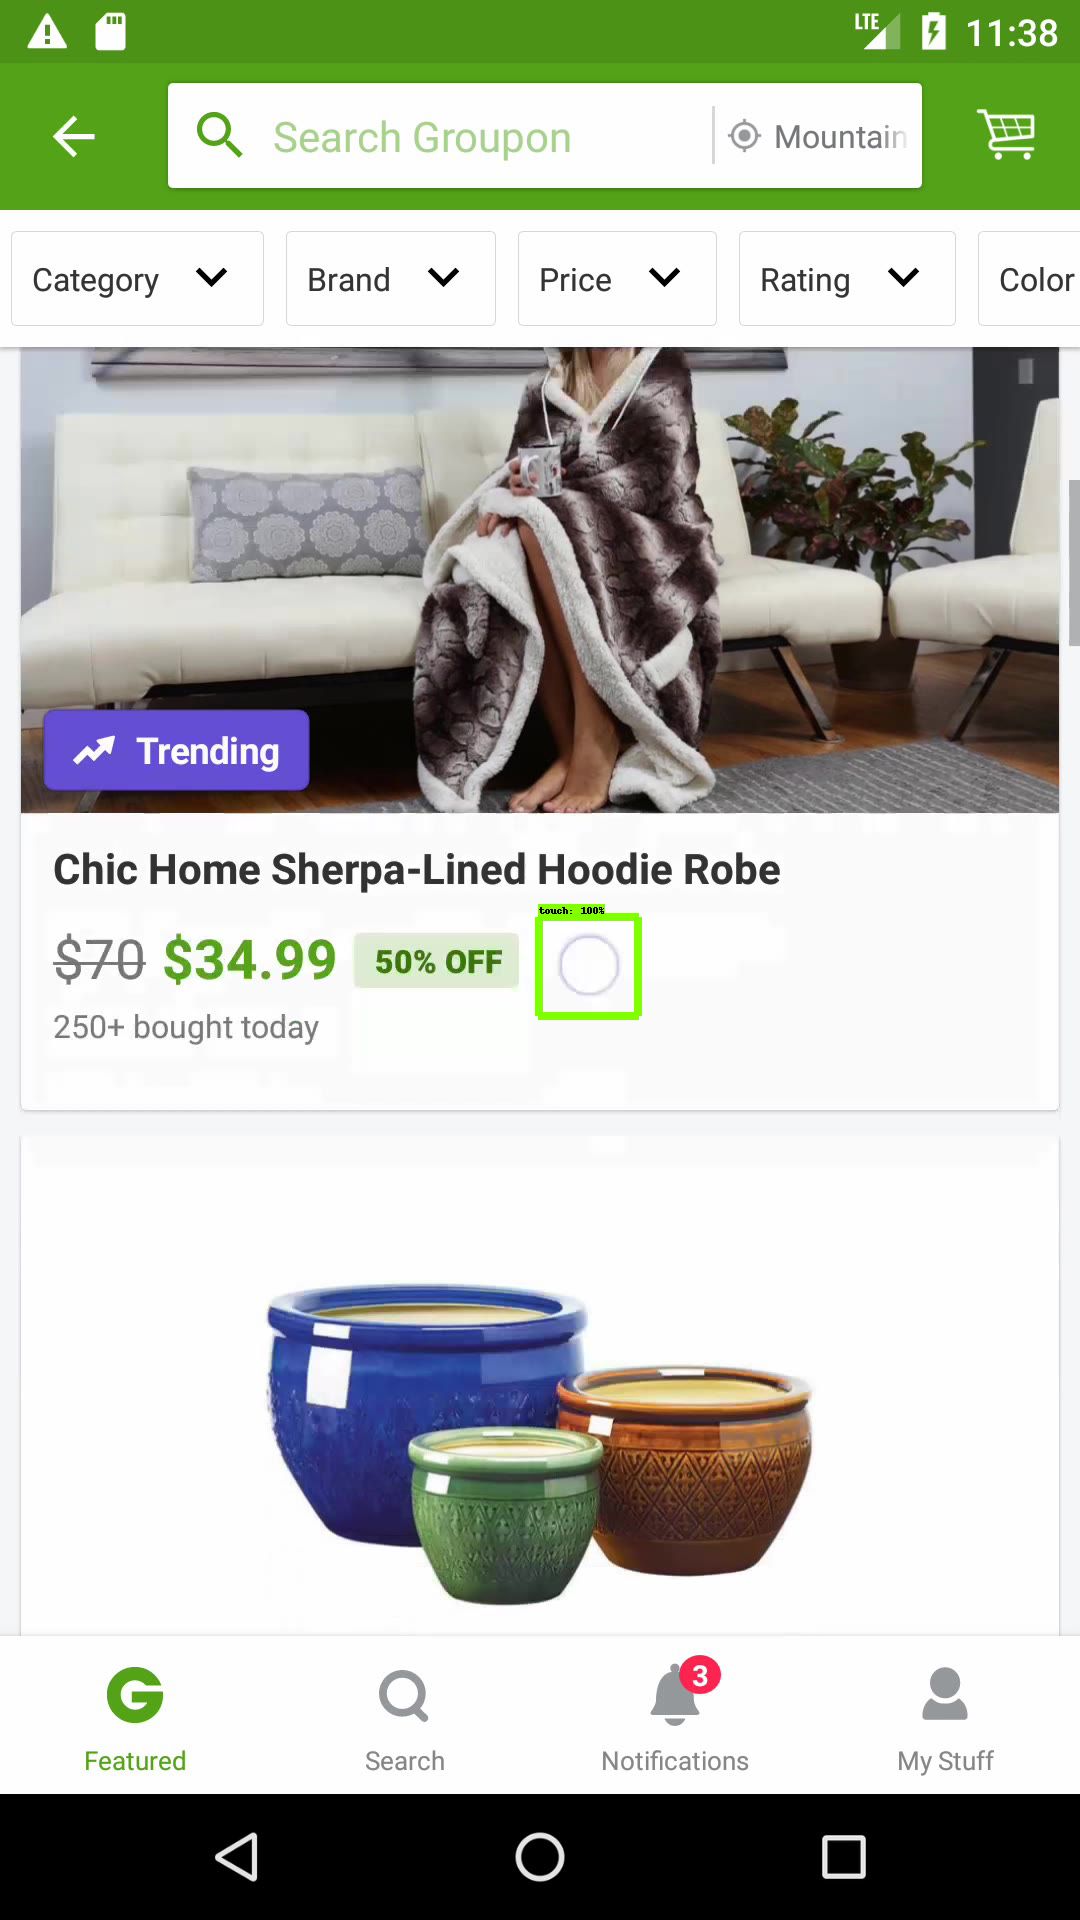 LTE 11:38
Search Groupon Mountain
Category Brand Price Rating Color
Trending
Chic Home Sherpa-Lined Hoodie Robe
touch: 100%
$70 $34.99 50% OFF
250+ bought today
3
Featured Search Notifications My Stuff